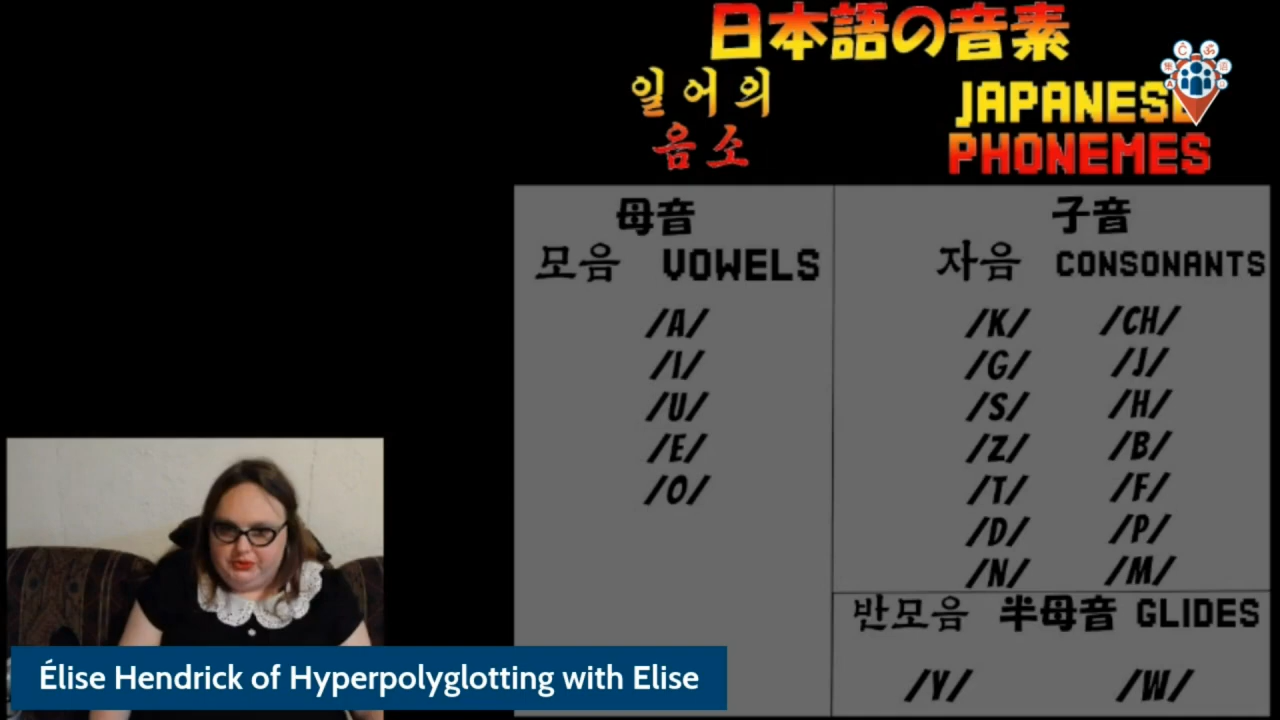 日本語の音素
일어의
음소
JAPANESE
PHONEMES
母音
모음 VOWELS
/A/
/I/
/U/
/E/
/O/
子音
자음 CONSONANTS
/K/ /CH/
/G/ /J/
/S/ /H/
/Z/ /B/
/T/ /F/
/D/ /P/
/N/ /M/
반모음 半母音 GLIDES
/Y/ /W/
Élise Hendrick of Hyperpolyglotting with Elise